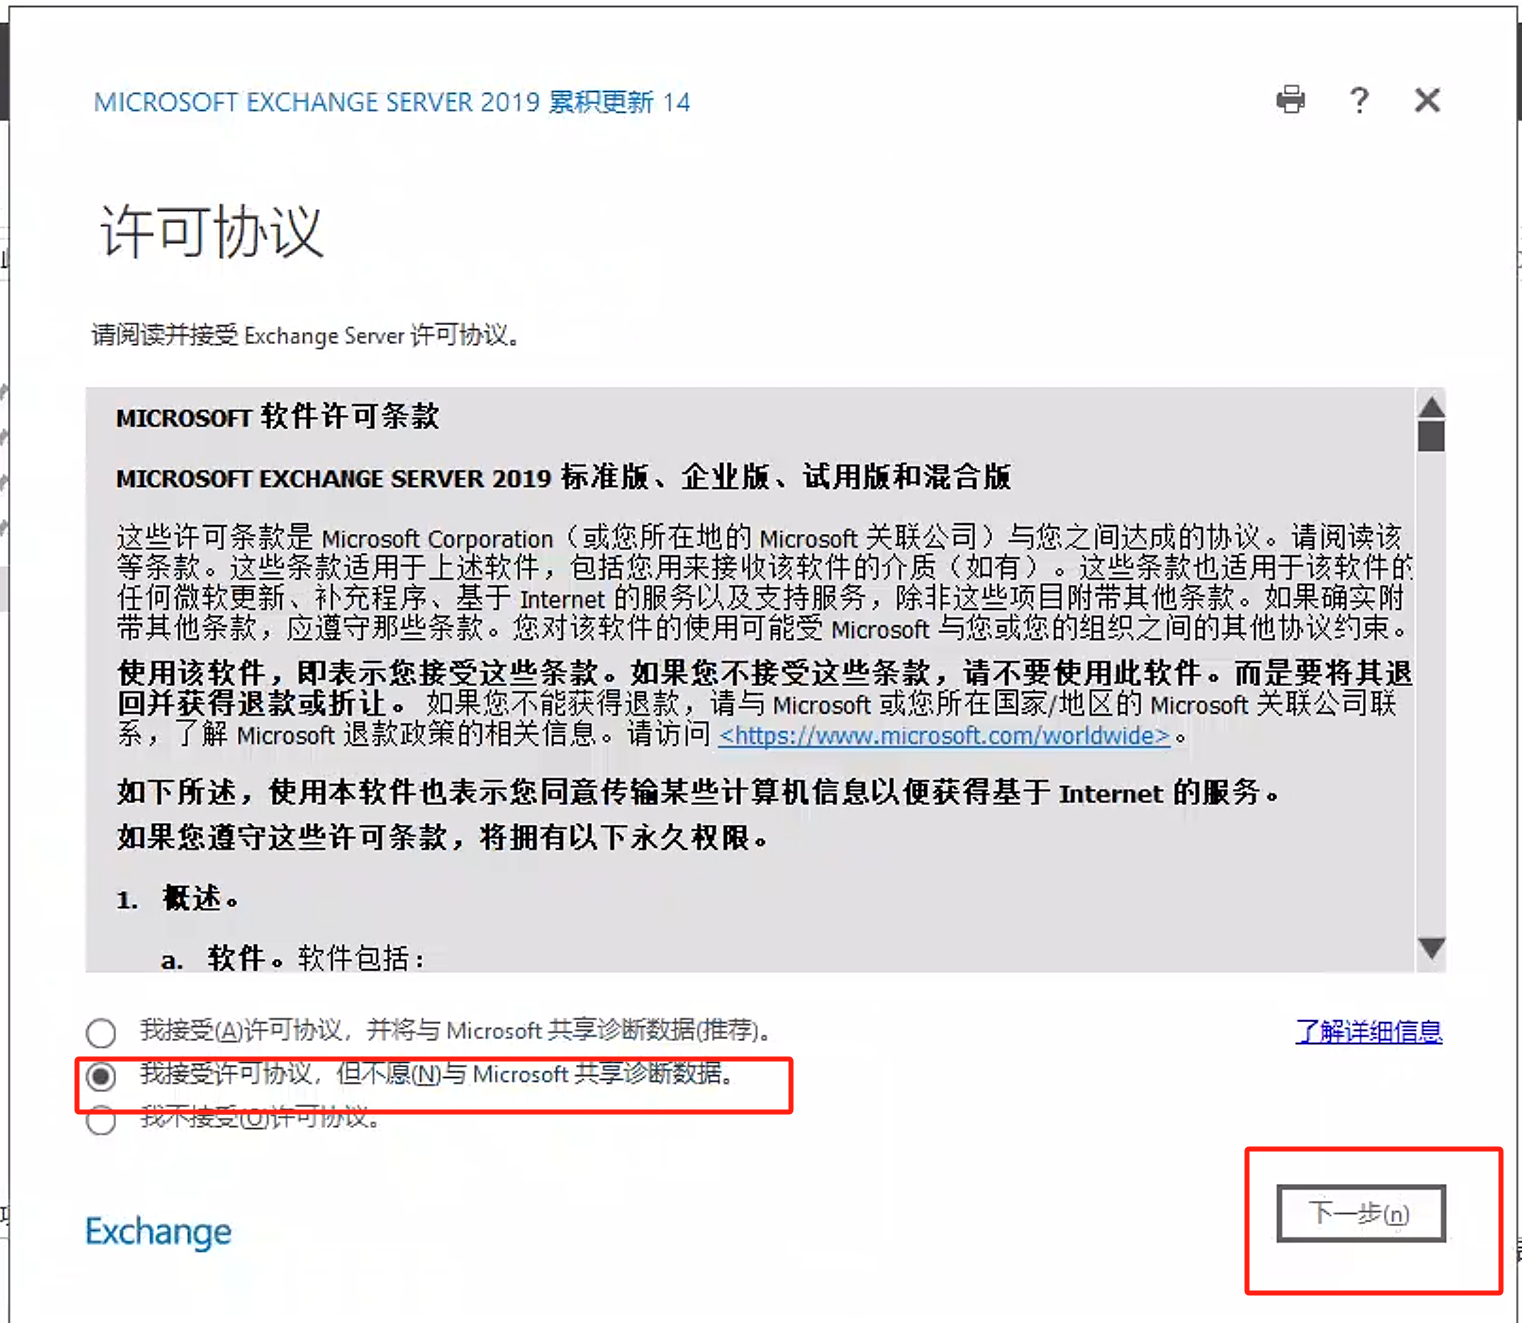 MICROSOFT EXCHANGE SERVER 2019 累积更新 14
?
许可协议
请阅读并接受 Exchange Server 许可协议。
MICROSOFT 软件许可条款
MICROSOFT EXCHANGE SERVER 2019 标准版、企业版、试用版和混合版
这些许可条款是 Microsoft Corporation（或您所在地的 Microsoft 关联公司）与您之间达成的协议。请阅读该
等条款。这些条款适用于上述软件，包括您用来接收该软件的介质（如有）。这些条款也适用于该软件的
任何微软更新、补充程序、基于 Internet 的服务以及支持服务，除非这些项目附带其他条款。如果确实附
带其他条款，应遵守那些条款。您对该软件的使用可能受 Microsoft 与您或您的组织之间的其他协议约束。
使用该软件，即表示您接受这些条款。如果您不接受这些条款，请不要使用此软件。而是要将其退
回并获得退款或折让。 如果您不能获得退款，请与 Microsoft 或您所在国家/地区的 Microsoft 关联公司联
系，了解 Microsoft 退款政策的相关信息。请访问 <https://www.microsoft.com/worldwide>。
如下所述，使用本软件也表示您同意传输某些计算机信息以便获得基于 Internet 的服务。
如果您遵守这些许可条款，将拥有以下永久权限。
1. 概述。
a. 软件。软件包括：
我接受(A)许可协议，并将与 Microsoft 共享诊断数据(推荐)。
了解详细信息
我接受许可协议，但不愿(N)与 Microsoft 共享诊断数据。
我不接受(O)许可协议。
下一步(n)
Exchange